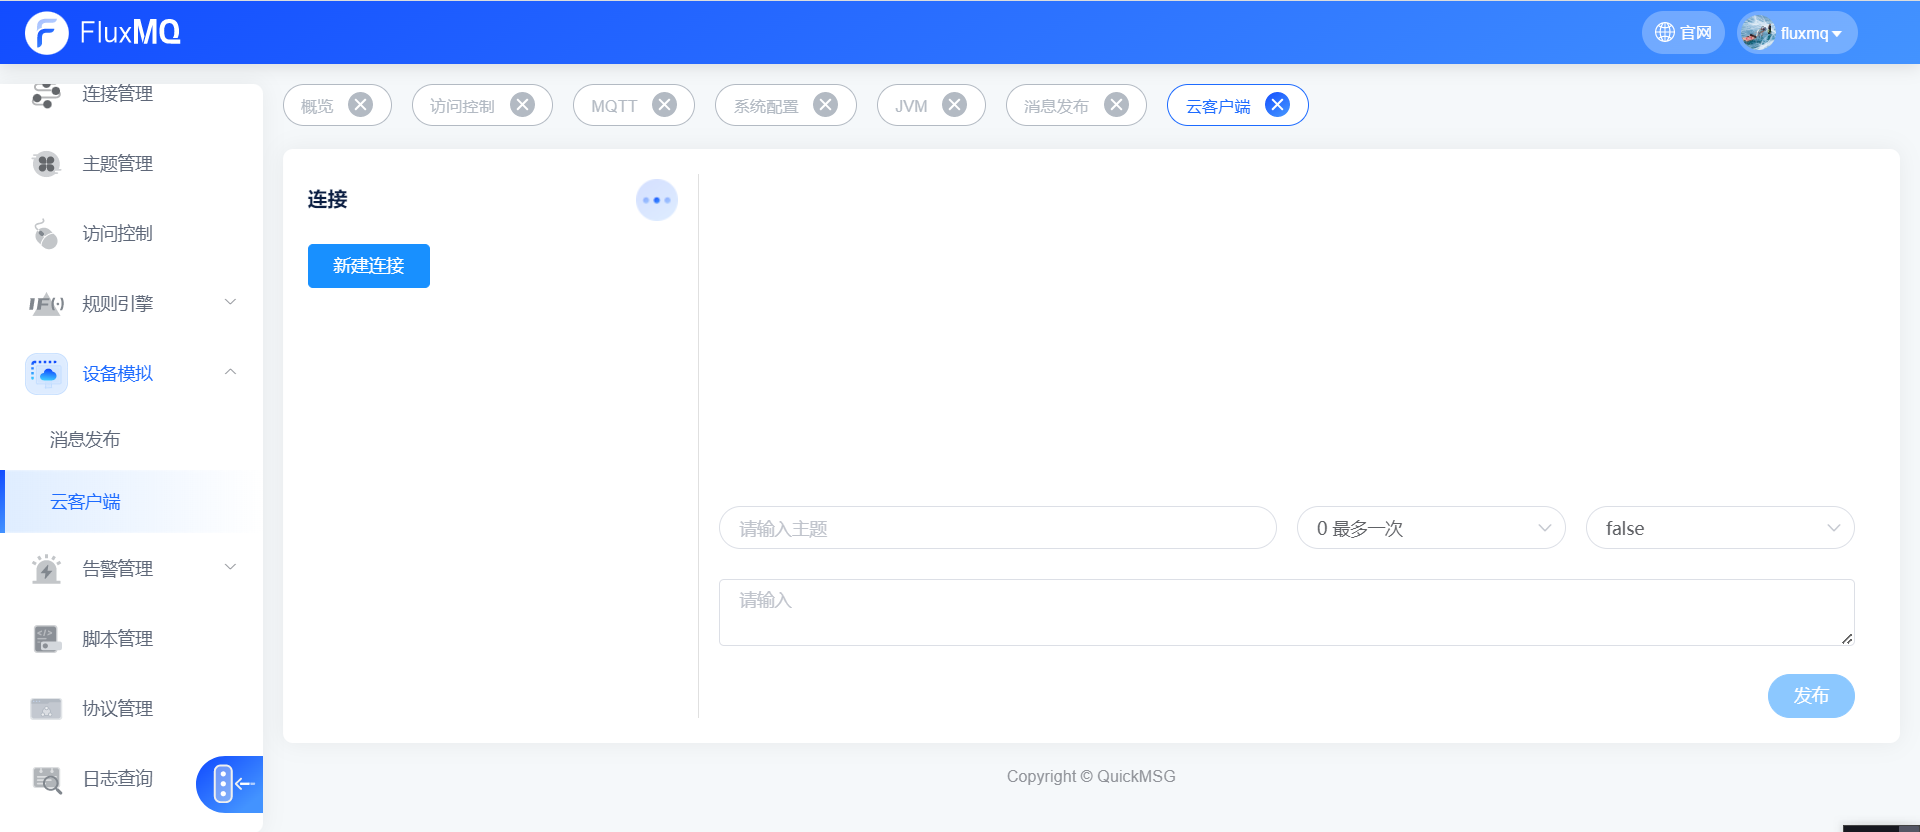 FluxMQ
官网
fluxmq
连接管理
主题管理
访问控制
IF(·)
规则引擎
设备模拟
消息发布
云客户端
告警管理
脚本管理
协议管理
日志查询
概览
访问控制
MQTT
系统配置
JVM
消息发布
云客户端
连接
新建连接
请输入主题
0 最多一次
false
请输入
发布
Copyright © QuickMSG